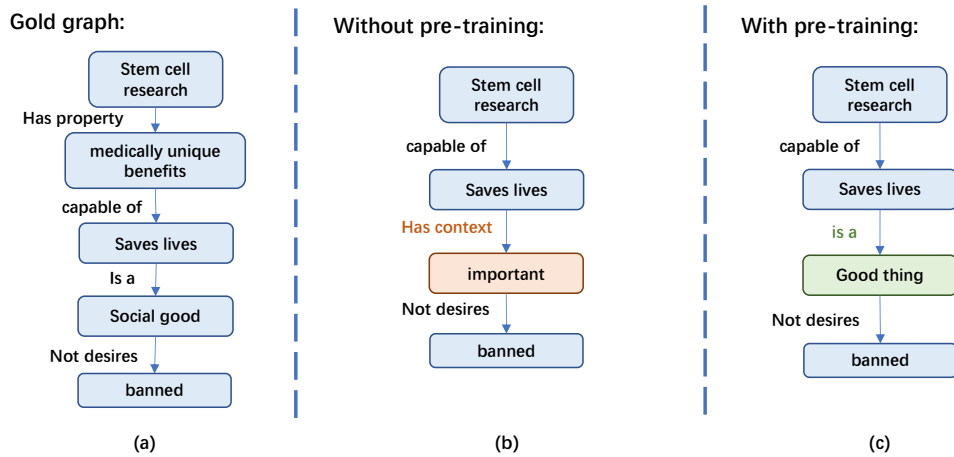 Gold graph:
Stem cell
research
Has property
medically unique
benefits
capable of
Saves lives
Is a
Social good
Not desires
banned
(a)
Without pre-training:
Stem cell
research
capable of
Saves lives
Has context
important
Not desires
banned
(b)
With pre-training:
Stem cell
research
capable of
Saves lives
is a
Good thing
Not desires
banned
(c)